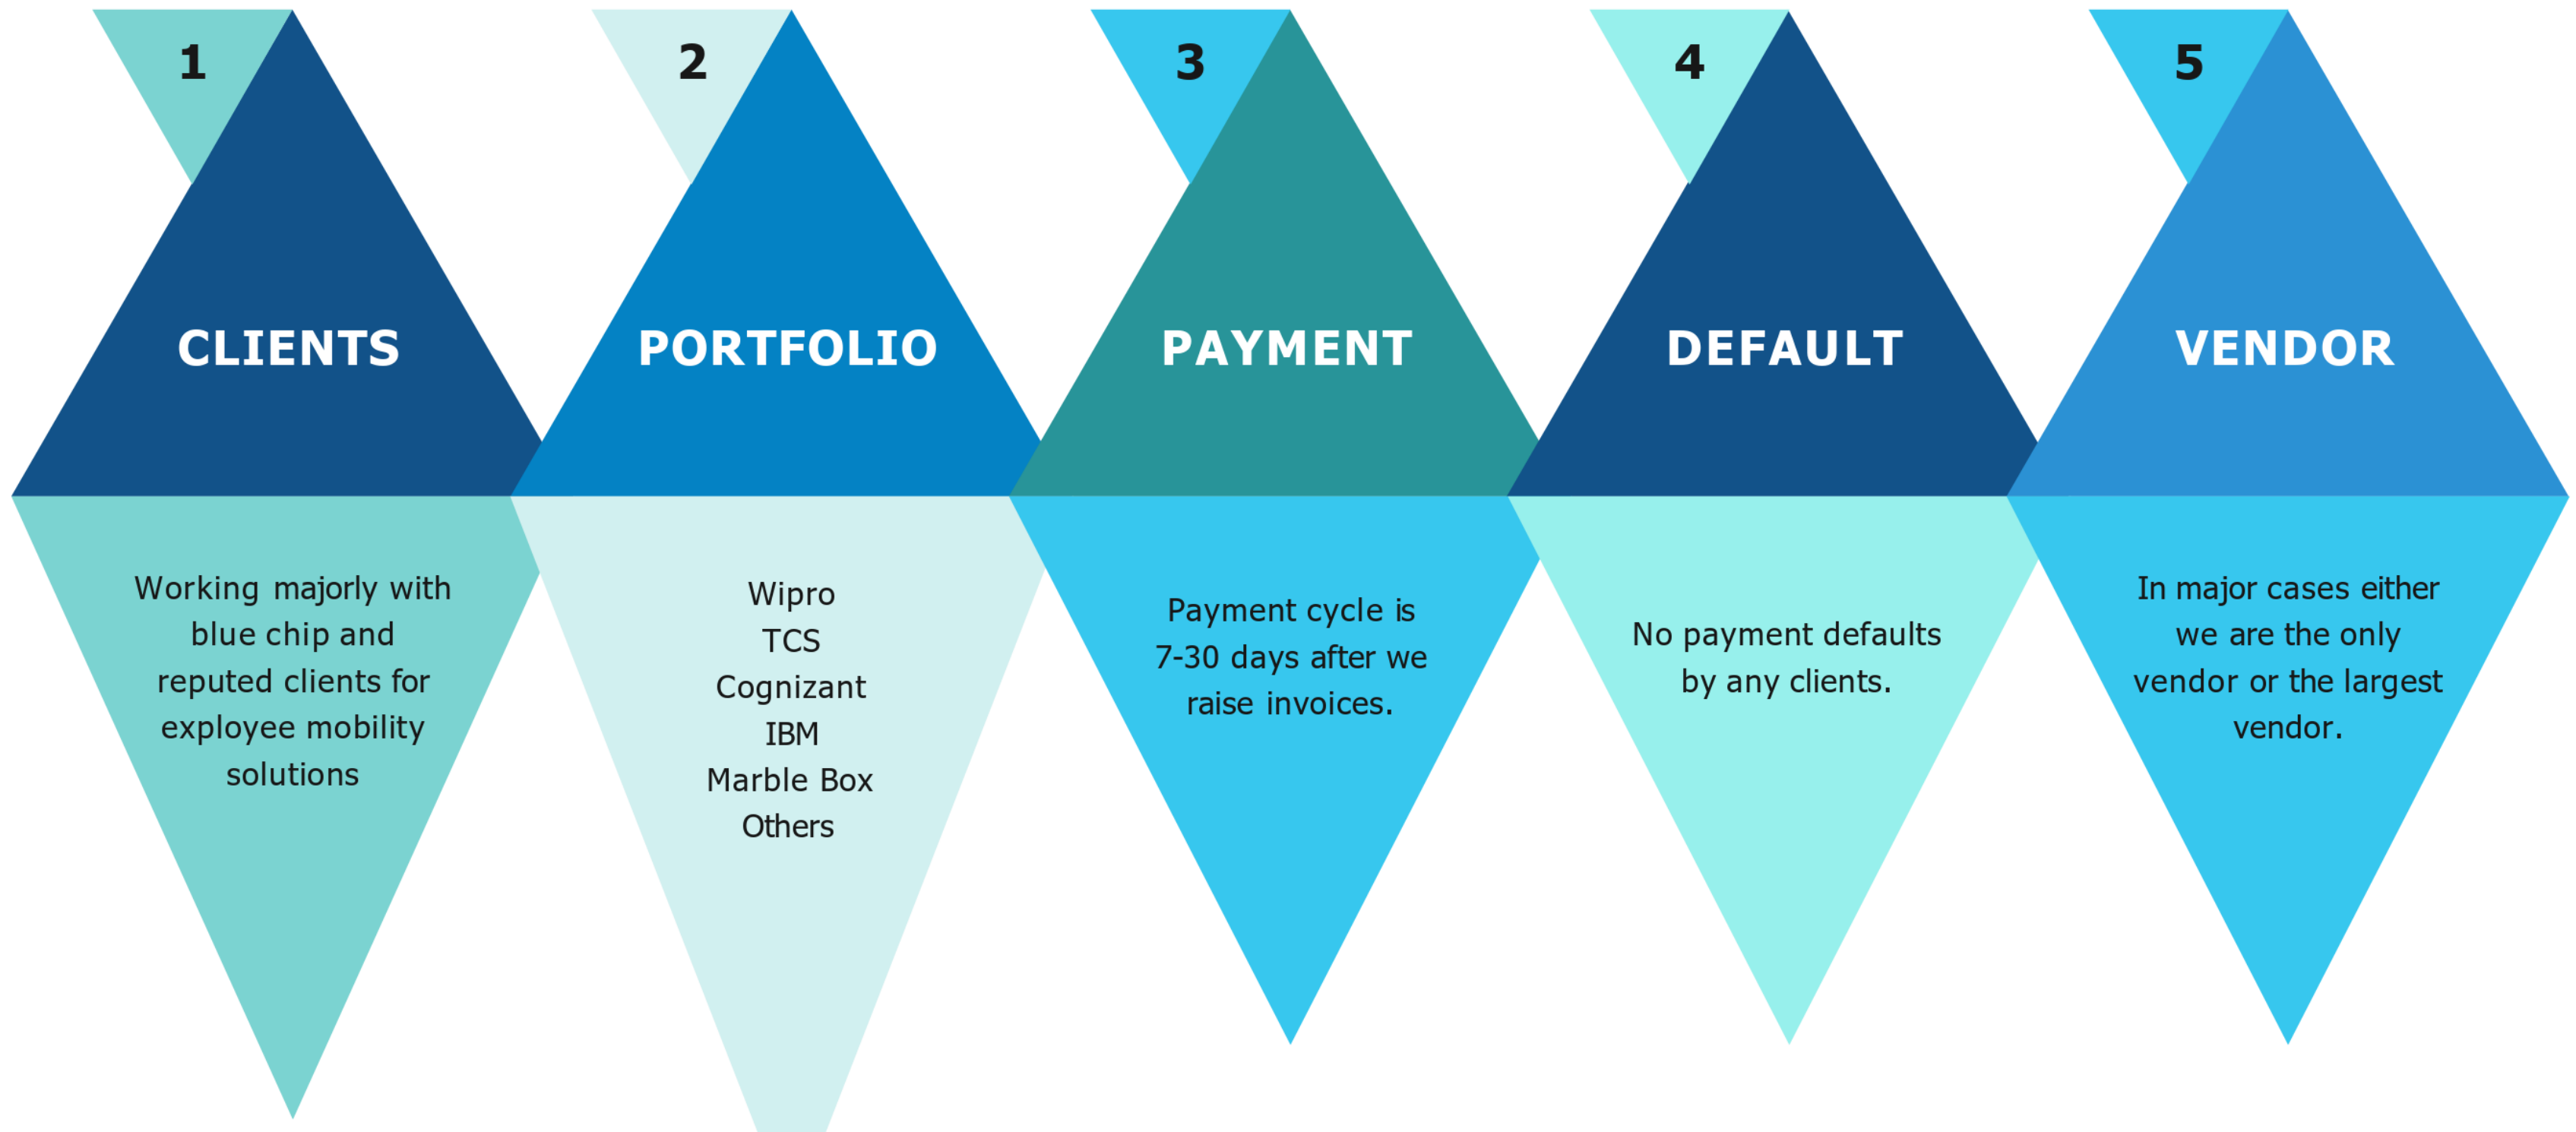 1
CLIENTS
Working majorly with
blue chip and
reputed clients for
exployee mobility
solutions
2
PORTFOLIO
Wipro
TCS
Cognizant
IBM
Marble Box
Others
3
PAYMENT
Payment cycle is
7-30 days after we
raise invoices.
4
DEFAULT
No payment defaults
by any clients.
5
VENDOR
In major cases either
we are the only
vendor or the largest
vendor.